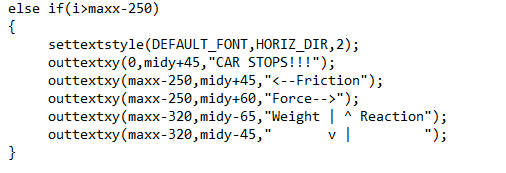 else if(i>maxx-250)
{
     settextstyle(DEFAULT_FONT,HORIZ_DIR,2);
     outtextxy(0,midy+45,"CAR STOPS!!!");
     outtextxy(maxx-250,midy+45,"<--Friction");
     outtextxy(maxx-250,midy+60,"Force-->");
     outtextxy(maxx-320,midy-65,"Weight | ^ Reaction");
     outtextxy(maxx-320,midy-45,"       v |         ");
}